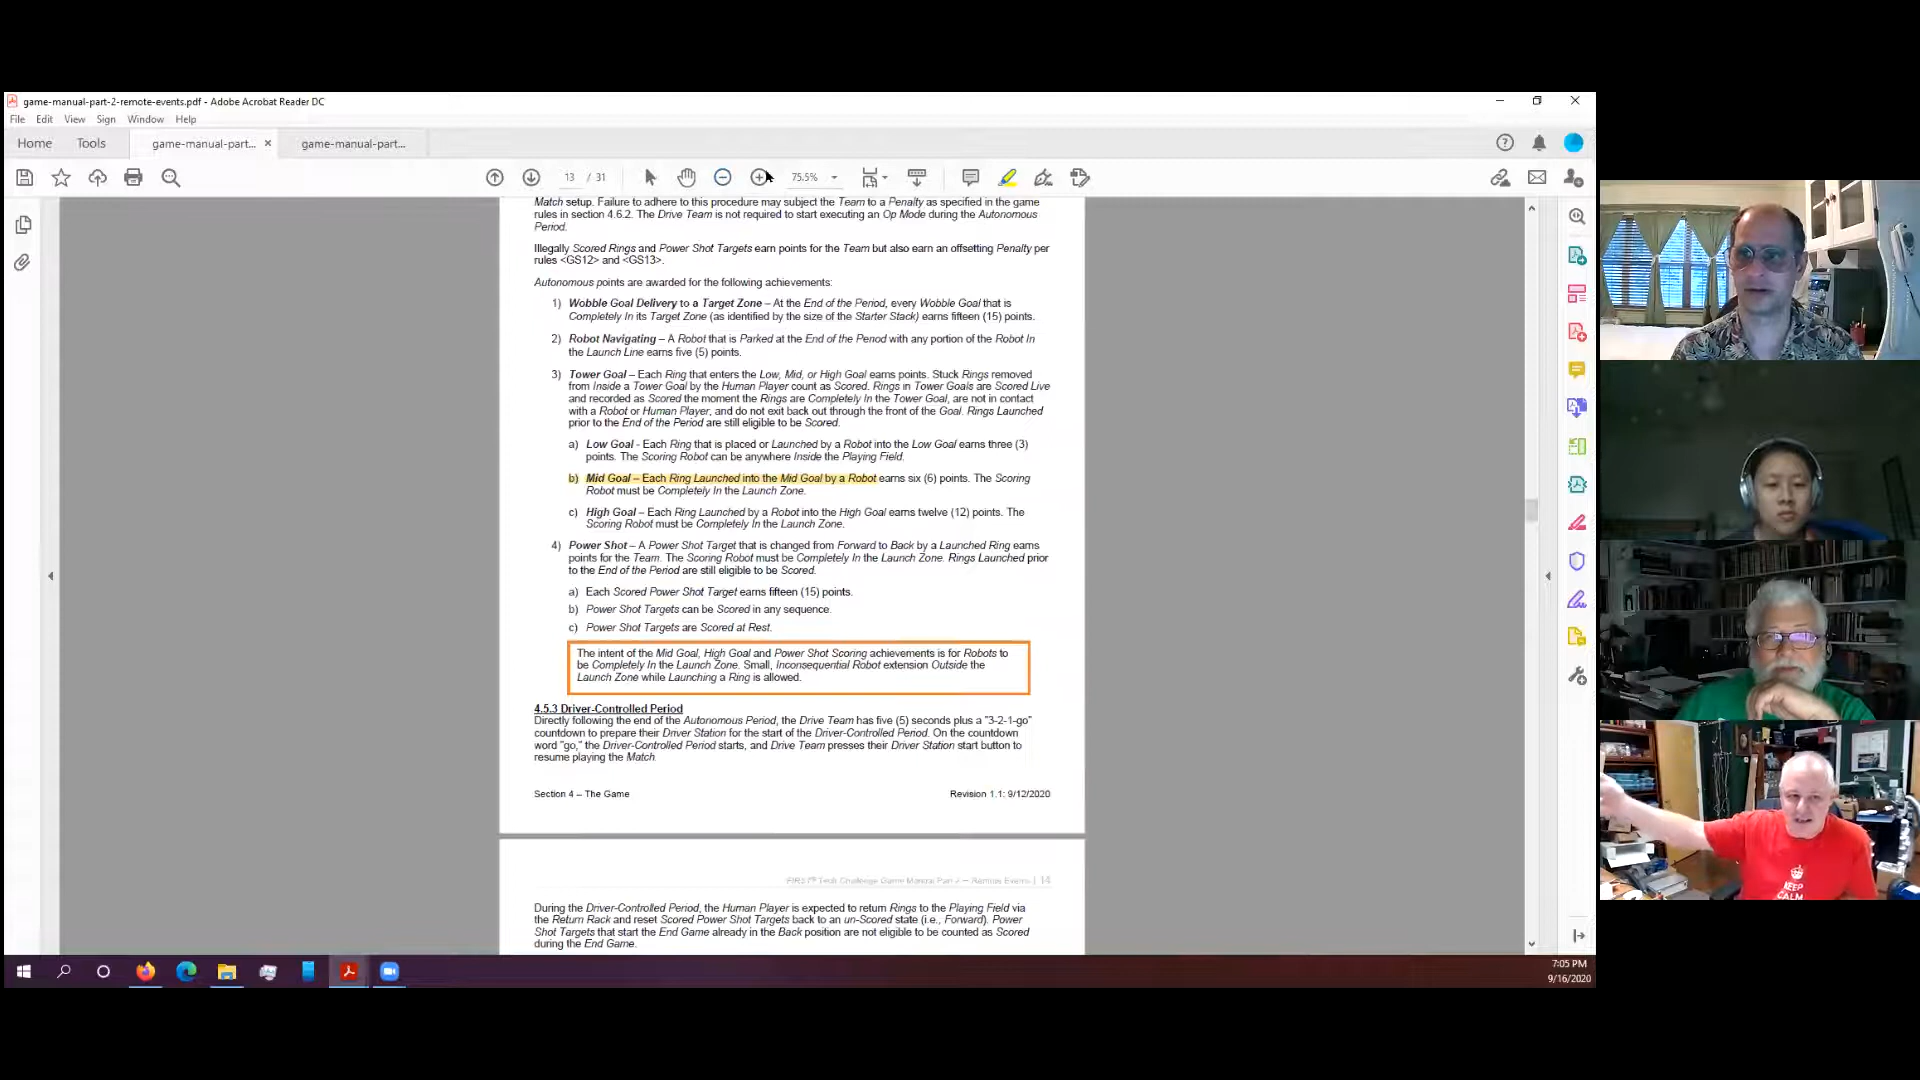 game-manual-part-2-remote-events.pdf - Adobe Acrobat Reader DC
File Edit View Sign Window Help
Home Tools game-manual-part... × game-manual-part...
13 / 31 75.5%
Match setup. Failure to adhere to this procedure may subject the Team to a Penalty as specified in the game
rules in section 4.6.2. The Drive Team is not required to start executing an Op Mode during the Autonomous
Period.
Illegally Scored Rings and Power Shot Targets earn points for the Team but also earn an offsetting Penalty per
rules <GS12> and <GS13>.
Autonomous points are awarded for the following achievements:
1) Wobble Goal Delivery to a Target Zone – At the End of the Period, every Wobble Goal that is
Completely In its Target Zone (as identified by the size of the Starter Stack) earns fifteen (15) points.
2) Robot Navigating – A Robot that is Parked at the End of the Period with any portion of the Robot In
the Launch Line earns five (5) points.
3) Tower Goal – Each Ring that enters the Low, Mid, or High Goal earns points. Stuck Rings removed
from Inside a Tower Goal by the Human Player count as Scored. Rings in Tower Goals are Scored Live
and recorded as Scored the moment the Rings are Completely In the Tower Goal, are not in contact
with a Robot or Human Player, and do not exit back out through the front of the Goal. Rings Launched
prior to the End of the Period are still eligible to be Scored.
a) Low Goal - Each Ring that is placed or Launched by a Robot into the Low Goal earns three (3)
points. The Scoring Robot can be anywhere Inside the Playing Field.
b) Mid Goal – Each Ring Launched into the Mid Goal by a Robot earns six (6) points. The Scoring
Robot must be Completely In the Launch Zone.
c) High Goal – Each Ring Launched by a Robot into the High Goal earns twelve (12) points. The
Scoring Robot must be Completely In the Launch Zone.
4) Power Shot – A Power Shot Target that is changed from Forward to Back by a Launched Ring earns
points for the Team. The Scoring Robot must be Completely In the Launch Zone. Rings Launched prior
to the End of the Period are still eligible to be Scored.
a) Each Scored Power Shot Target earns fifteen (15) points.
b) Power Shot Targets can be Scored in any sequence.
c) Power Shot Targets are Scored at Rest.
The intent of the Mid Goal, High Goal and Power Shot Scoring achievements is for Robots to
be Completely In the Launch Zone. Small, Inconsequential Robot extension Outside the
Launch Zone while Launching a Ring is allowed.
4.5.3 Driver-Controlled Period
Directly following the end of the Autonomous Period, the Drive Team has five (5) seconds plus a "3-2-1-go"
countdown to prepare their Driver Station for the start of the Driver-Controlled Period. On the countdown
word "go," the Driver-Controlled Period starts, and Drive Team presses their Driver Station start button to
resume playing the Match.
Section 4 – The Game Revision 1.1: 9/12/2020
FIRST® Tech Challenge Game Manual Part 2 – Remote Events | 14
During the Driver-Controlled Period, the Human Player is expected to return Rings to the Playing Field via
the Return Rack and reset Scored Power Shot Targets back to an un-Scored state (i.e., Forward). Power
Shot Targets that start the End Game already in the Back position are not eligible to be counted as Scored
during the End Game.
KEEP
CALM
7:05 PM
9/16/2020